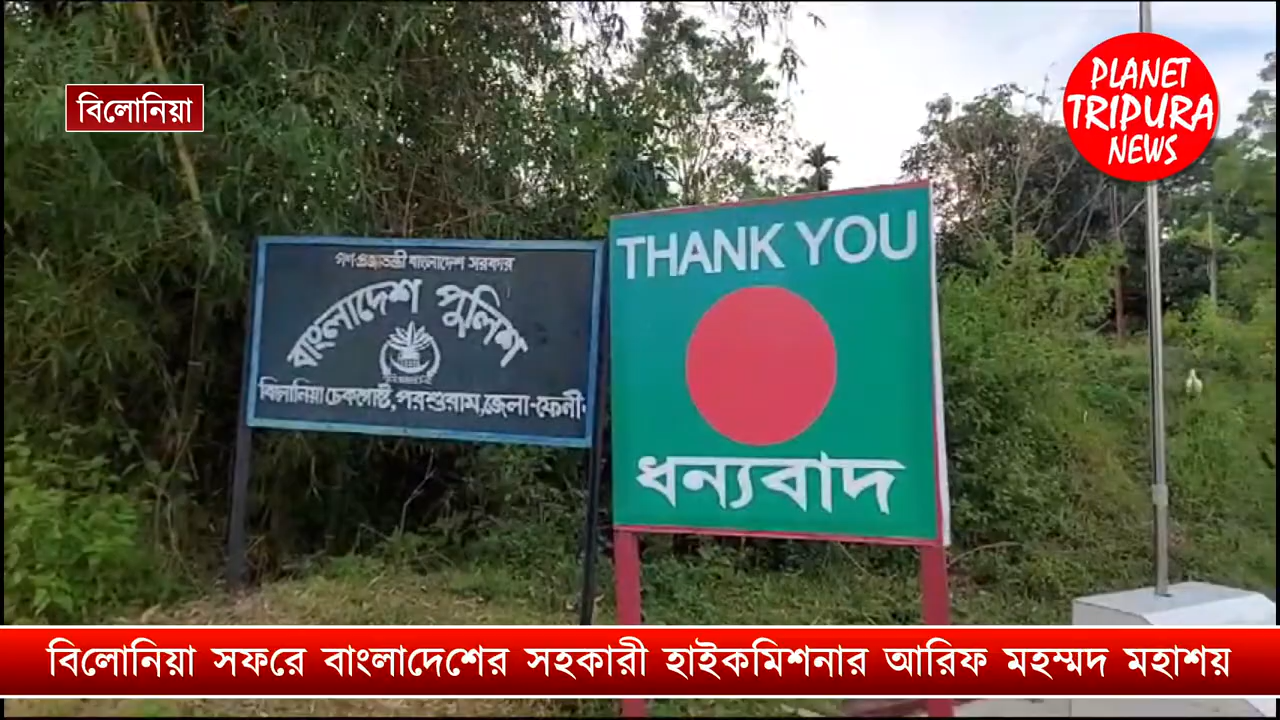 বিলোনিয়া
PLANET
TRIPURA
NEWS
গণ-প্রজাতন্ত্রী বাংলাদেশ সরকার
বাংলাদেশ পুলিশ
বিলোনিয়া চেকপোষ্ট, পরশুরাম, জেলা-ফেনী.
THANK YOU
ধন্যবাদ
বিলোনিয়া সফরে বাংলাদেশের সহকারী হাইকমিশনার আরিফ মহম্মদ মহাশয়